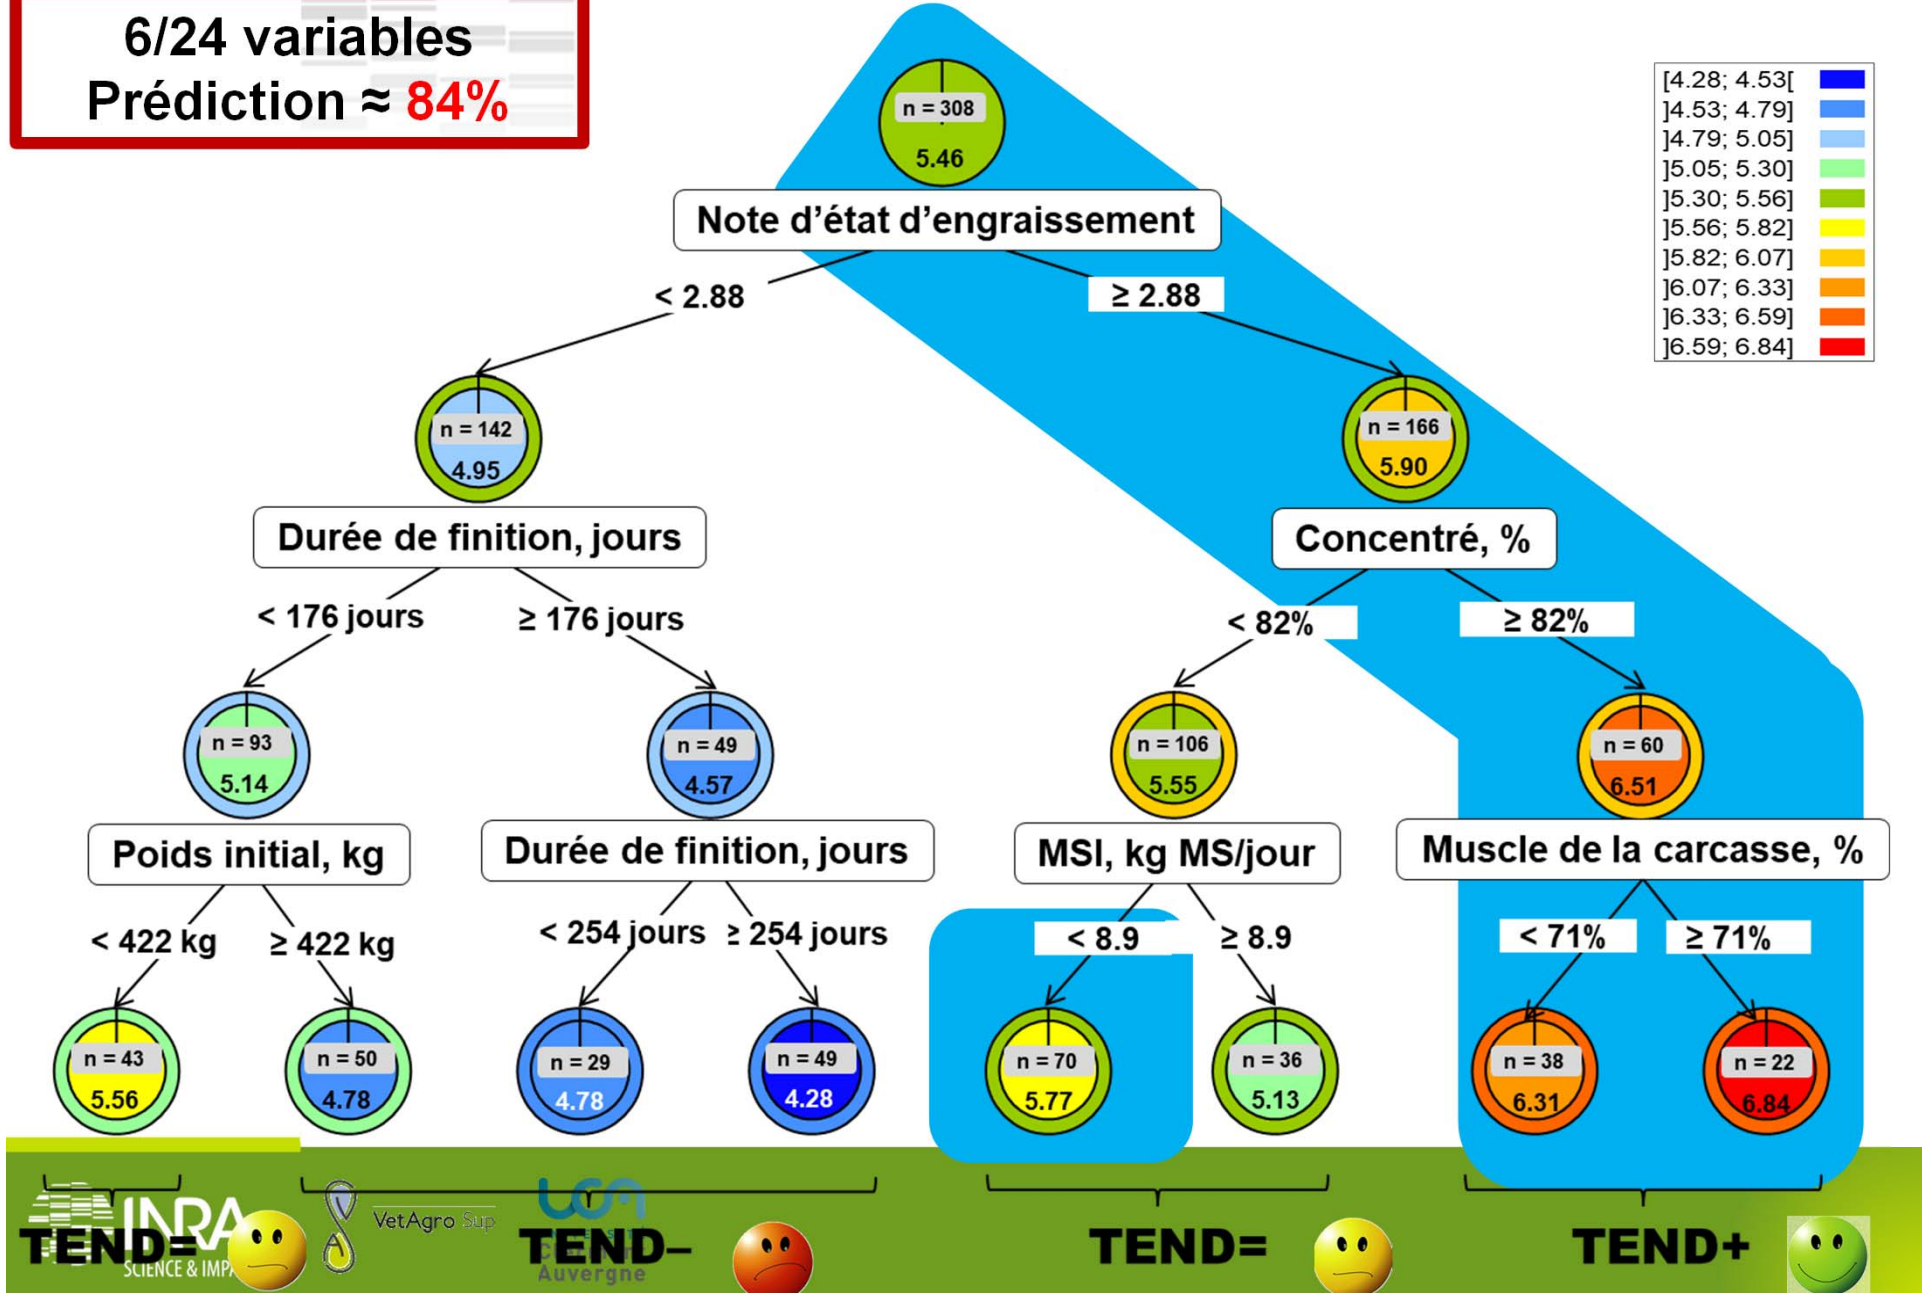 6/24 variables
Prédiction ≈ 84%
[4.28; 4.53[
]4.53; 4.79]
]4.79; 5.05]
]5.05; 5.30]
]5.30; 5.56]
]5.56; 5.82]
]5.82; 6.07]
]6.07; 6.33]
]6.33; 6.59]
]6.59; 6.84]
n = 308
5.46
Note d’état d’engraissement
< 2.88
≥ 2.88
n = 142
4.95
n = 166
5.90
Durée de finition, jours
Concentré, %
< 176 jours
≥ 176 jours
< 82%
≥ 82%
n = 93
5.14
n = 49
4.57
n = 106
5.55
n = 60
6.51
Poids initial, kg
Durée de finition, jours
MSI, kg MS/jour
Muscle de la carcasse, %
< 422 kg
≥ 422 kg
< 254 jours
≥ 254 jours
< 8.9
≥ 8.9
< 71%
≥ 71%
n = 43
5.56
n = 50
4.78
n = 29
4.78
n = 49
4.28
n = 70
5.77
n = 36
5.13
n = 38
6.31
n = 22
6.84
INRA
SCIENCE & IMPA
VetAgro Sup
UCA
Auvergne
TEND=
TEND–
TEND=
TEND+